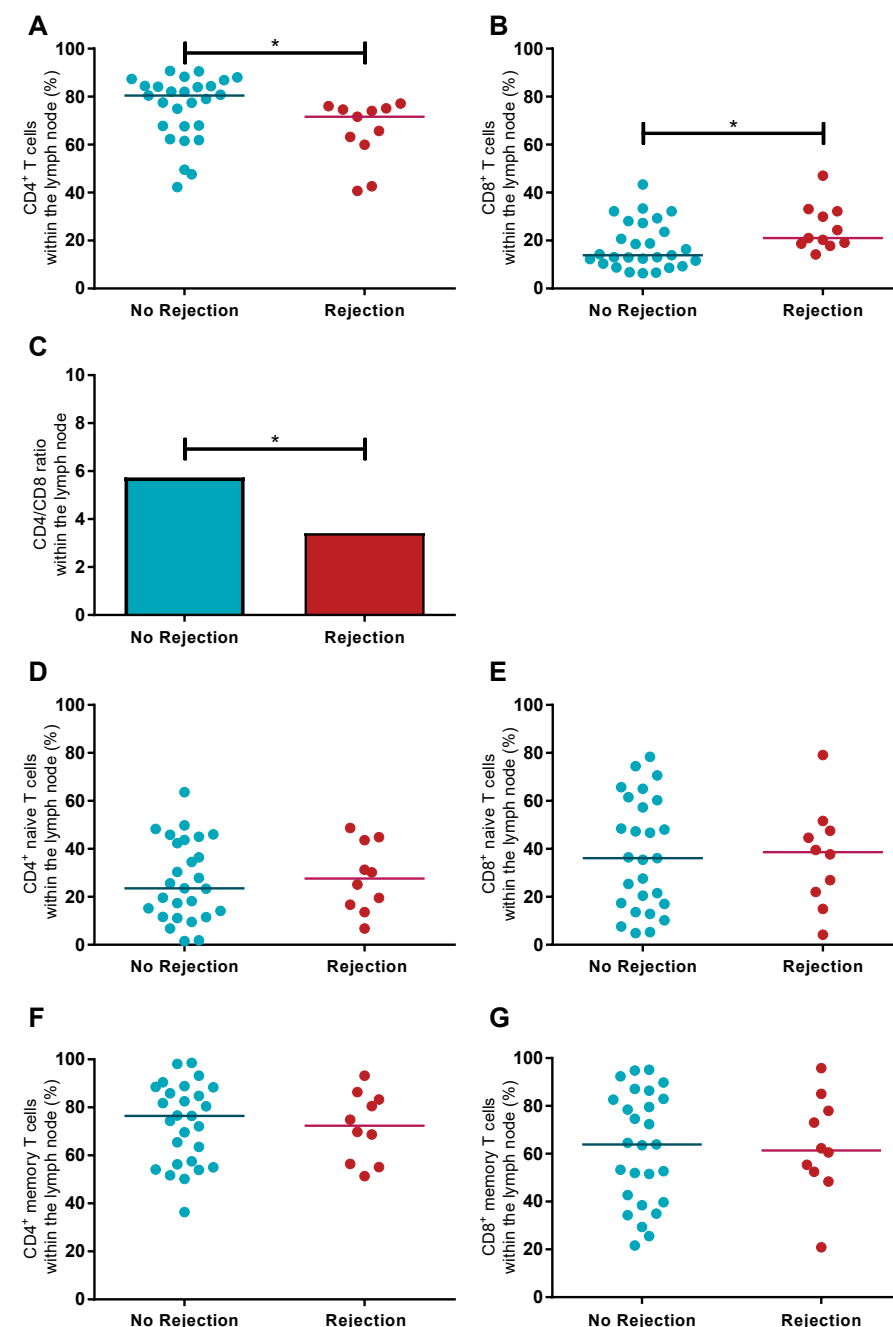 A
CD4+ T cells
within the lymph node (%)
100
80
60
40
20
0
*
No Rejection
Rejection
B
CD8+ T cells
within the lymph node (%)
100
80
60
40
20
0
*
No Rejection
Rejection
C
CD4/CD8 ratio
within the lymph node
10
8
6
4
2
0
*
No Rejection
Rejection
D
CD4+ naive T cells
within the lymph node (%)
100
80
60
40
20
0
No Rejection
Rejection
E
CD8+ naive T cells
within the lymph node (%)
100
80
60
40
20
0
No Rejection
Rejection
F
CD4+ memory T cells
within the lymph node (%)
100
80
60
40
20
0
No Rejection
Rejection
G
CD8+ memory T cells
within the lymph node (%)
100
80
60
40
20
0
No Rejection
Rejection